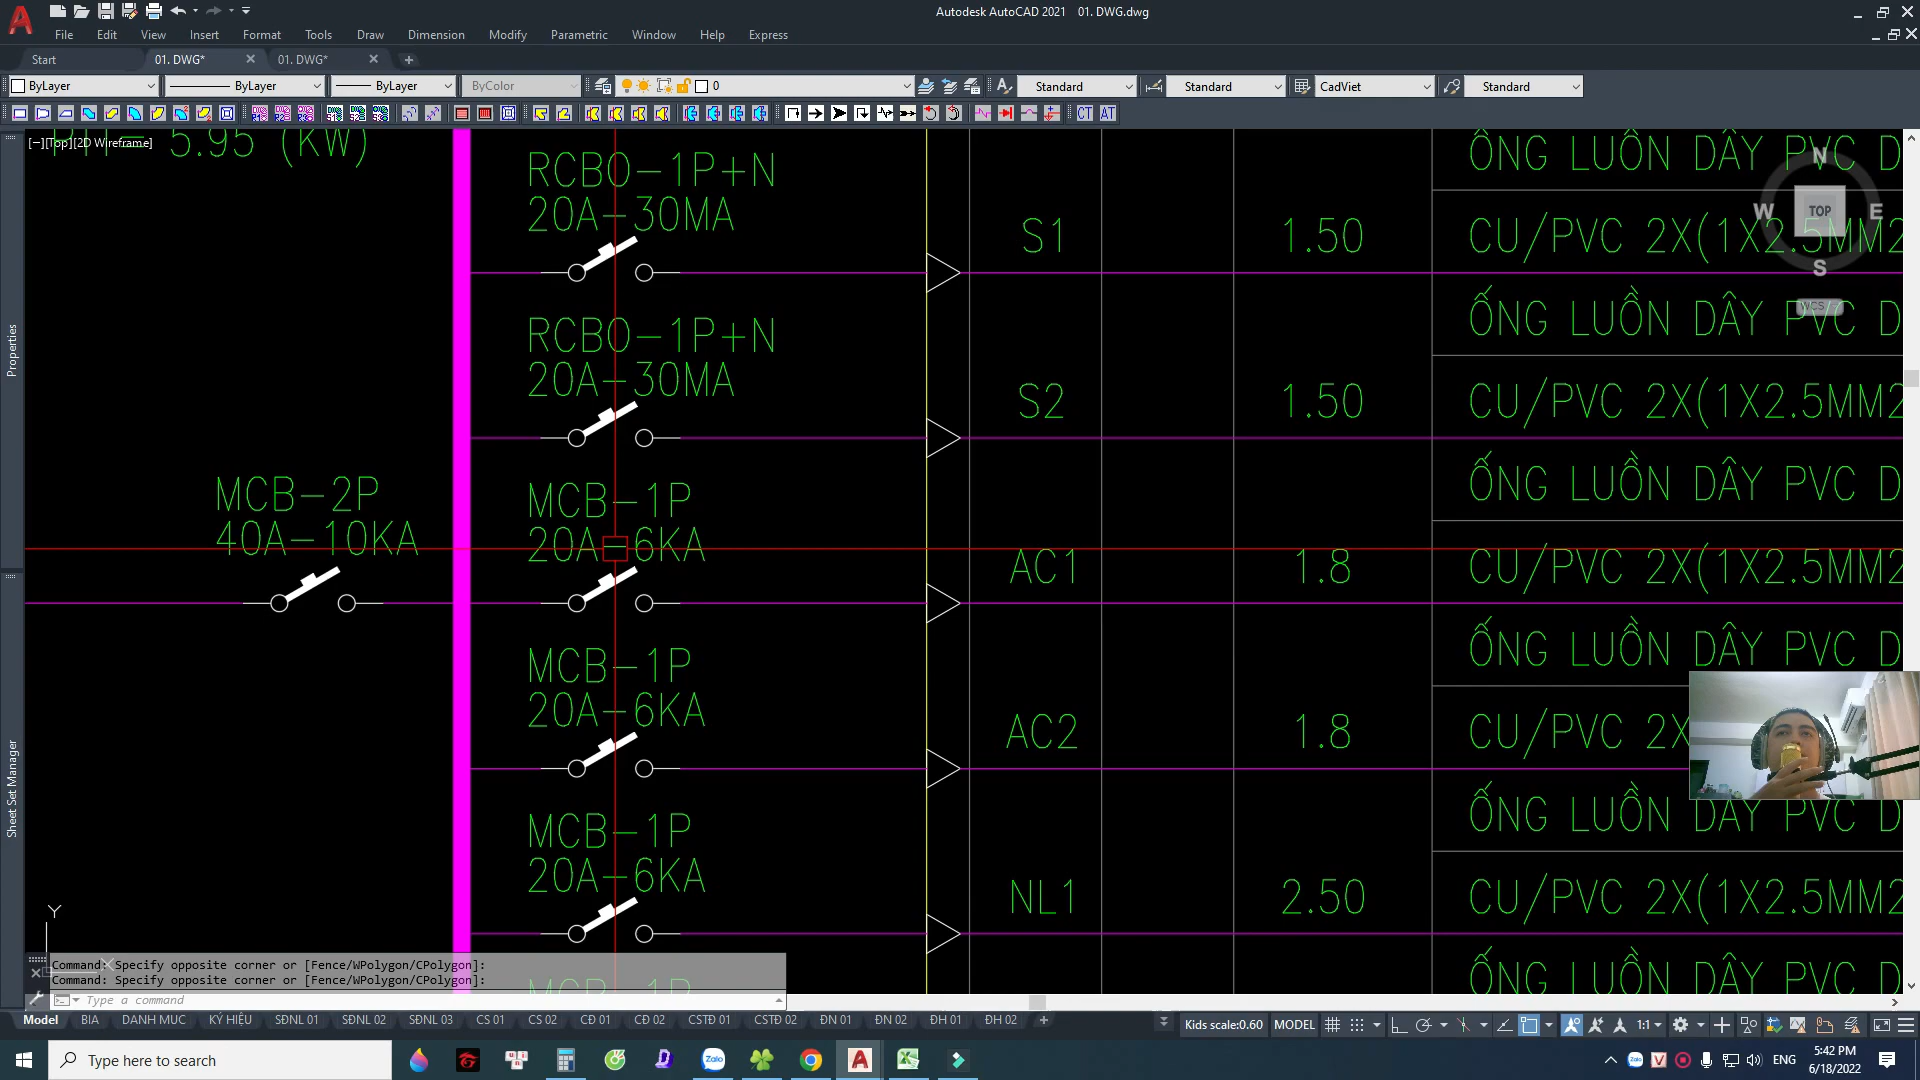 Autodesk AutoCAD 2021 01. DWG.dwg
File Edit View Insert Format Tools Draw Dimension Modify Parametric Window Help Express
Start 01. DWG* 01. DWG*
ByLayer ByLayer ByLayer ByColor 0 Standard Standard CadViet Standard
CT AT
[−][Top][2D Wireframe]
PTT= 5.95 (KW)
RCBO-1P+N
20A-30MA
S1 1.50 CU/PVC 2X(1X2.5MM2
ỐNG LUỒN DÂY PVC D
ỐNG LUỒN DÂY PVC D
RCBO-1P+N
20A-30MA
S2 1.50 CU/PVC 2X(1X2.5MM2
ỐNG LUỒN DÂY PVC D
MCB-2P
40A-10KA
MCB-1P
20A-6KA
AC1 1.8 CU/PVC 2X(1X2.5MM2
ỐNG LUỒN DÂY PVC D
MCB-1P
20A-6KA
AC2 1.8 CU/PVC 2X
ỐNG LUỒN DÂY PVC D
MCB-1P
20A-6KA
NL1 2.50 CU/PVC 2X(1X2.5MM2
ỐNG LUỒN DÂY PVC D
MCB-1P
N
W TOP E
S
WCS
Properties
Sheet Set Manager
Y
Command: Specify opposite corner or [Fence/WPolygon/CPolygon]:
Command: Specify opposite corner or [Fence/WPolygon/CPolygon]:
Type a command
Model BIA DANH MUC KÝ HIỆU SĐNL 01 SĐNL 02 SĐNL 03 CS 01 CS 02 CĐ 01 CĐ 02 CSTĐ 01 CSTĐ 02 ĐN 01 ĐN 02 ĐH 01 ĐH 02
Kids scale:0.60 MODEL 1:1
Type here to search
Zalo
ENG
5:42 PM
6/18/2022